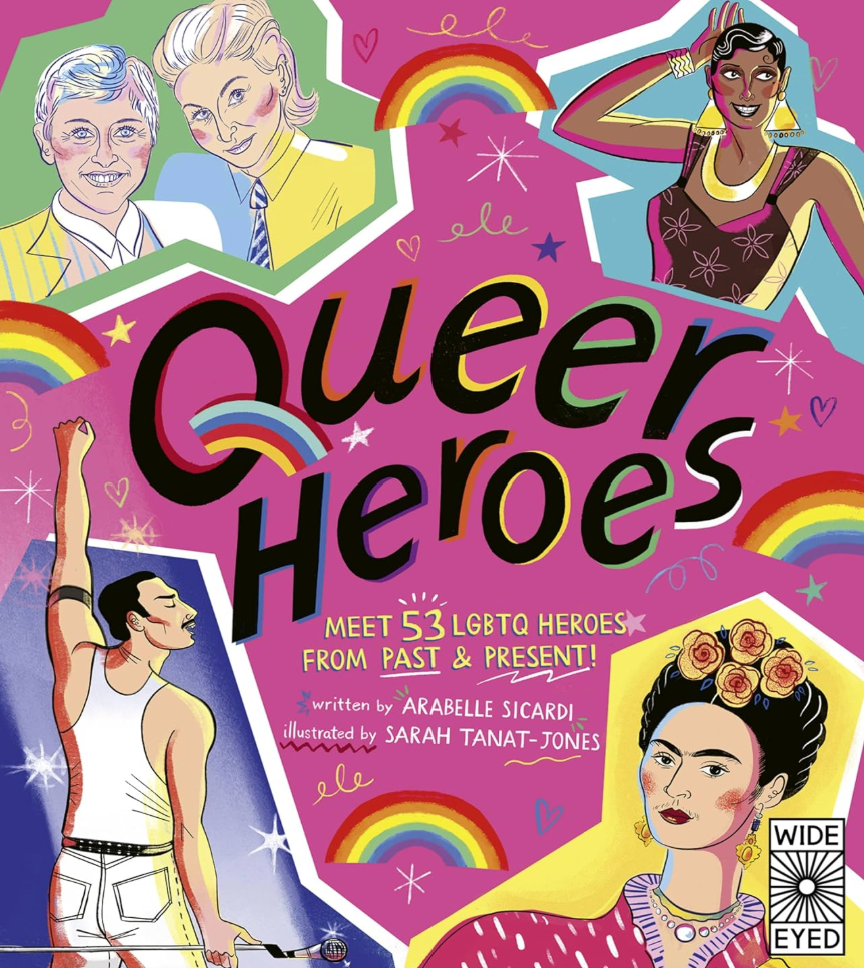 Queer
Heroes
MEET 53 LGBTQ HEROES
FROM PAST & PRESENT!
written by ARABELLE SICARDI
illustrated by SARAH TANAT-JONES
WIDE
EYED